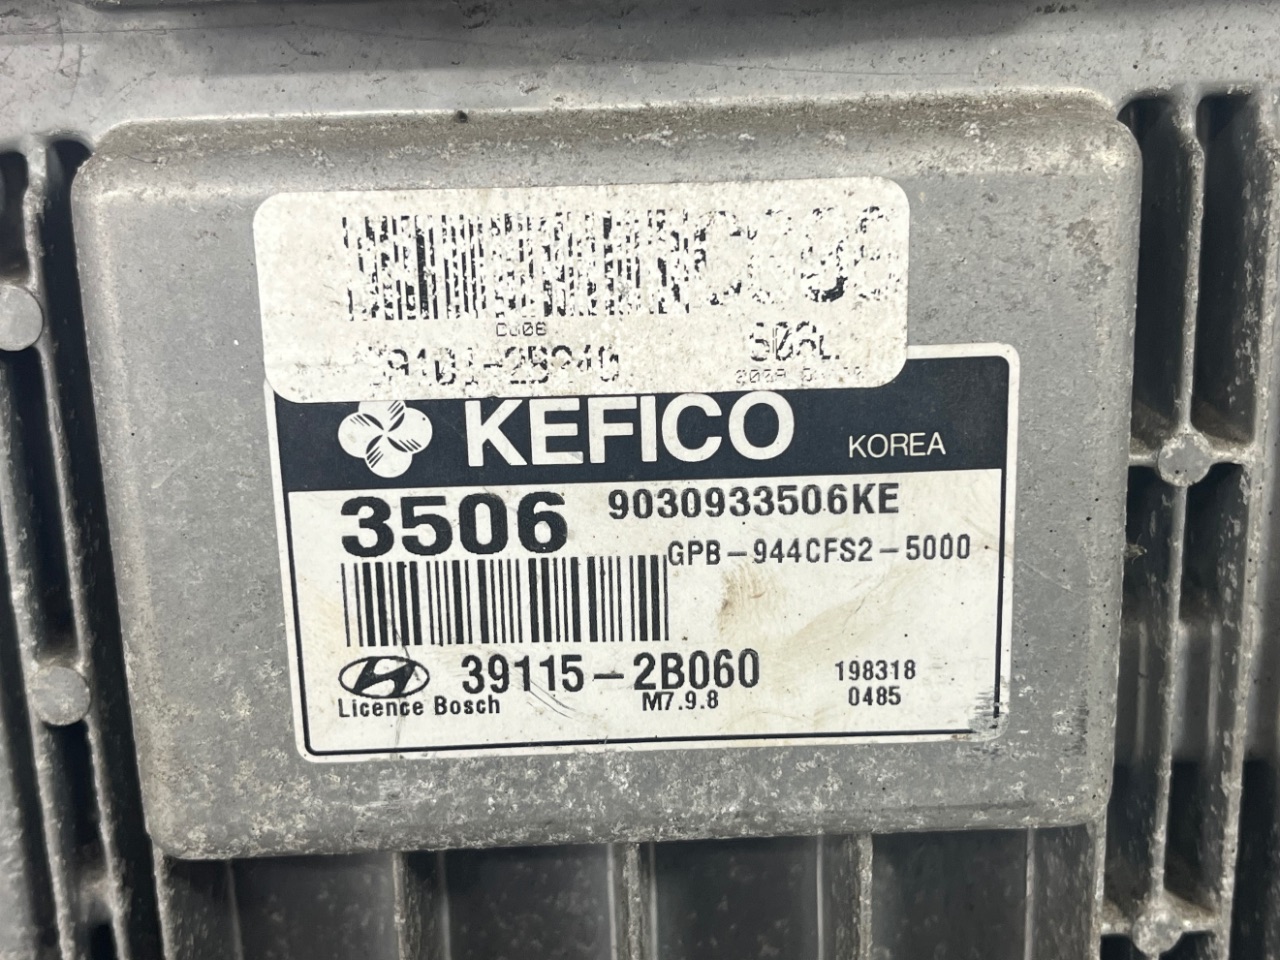 KEFICO KOREA
3506 9030933506KE
GPB-944CFS2-5000
39115-2B060 198318
Licence Bosch M7.9.8 0485